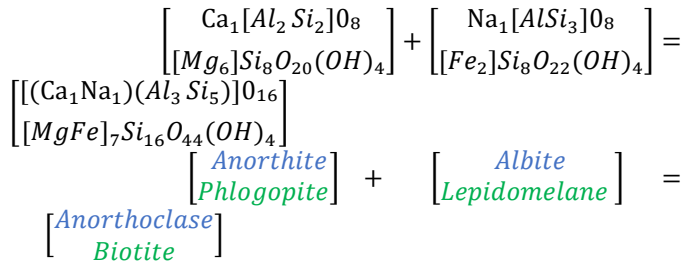 [Ca₁[Al₂ Si₂]0₈] + [Na₁[AlSi₃]0₈] =
[[Mg₆]Si₈O₂₀(OH)₄] [[Fe₂]Si₈O₂₂(OH)₄]
[[(Ca₁Na₁)(Al₃ Si₅)]0₁₆]
[[MgFe]₇Si₁₆O₄₄(OH)₄]
[Anorthite] + [Albite] =
[Phlogopite] [Lepidomelane]
[Anorthoclase]
[Biotite]